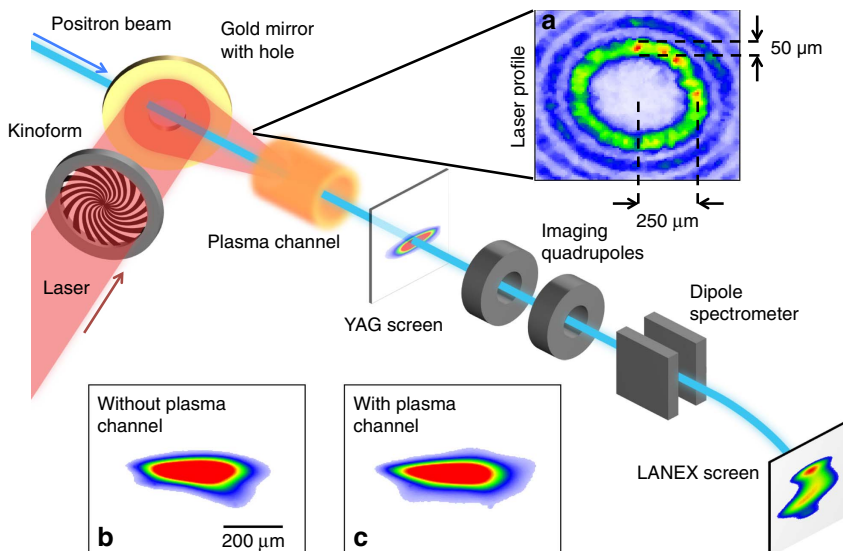 Positron beam
Gold mirror
with hole
Kinoform
Laser
Plasma channel
YAG screen
Imaging
quadrupoles
Dipole
spectrometer
LANEX screen
a
Laser profile
50 μm
250 μm
Without plasma
channel
b
200 μm
With plasma
channel
c